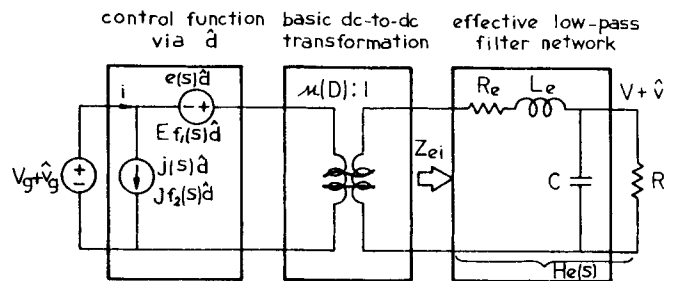 control function
via d̂
basic dc-to-dc
transformation
effective low-pass
filter network
e(s)d̂
i
- +
E f₁(s)d̂
μ(D):1
Rₑ
Lₑ
V + v̂
Vg+v̂g
+
−
j(s)d̂
Jf₂(s)d̂
Zei
C
R
He(s)